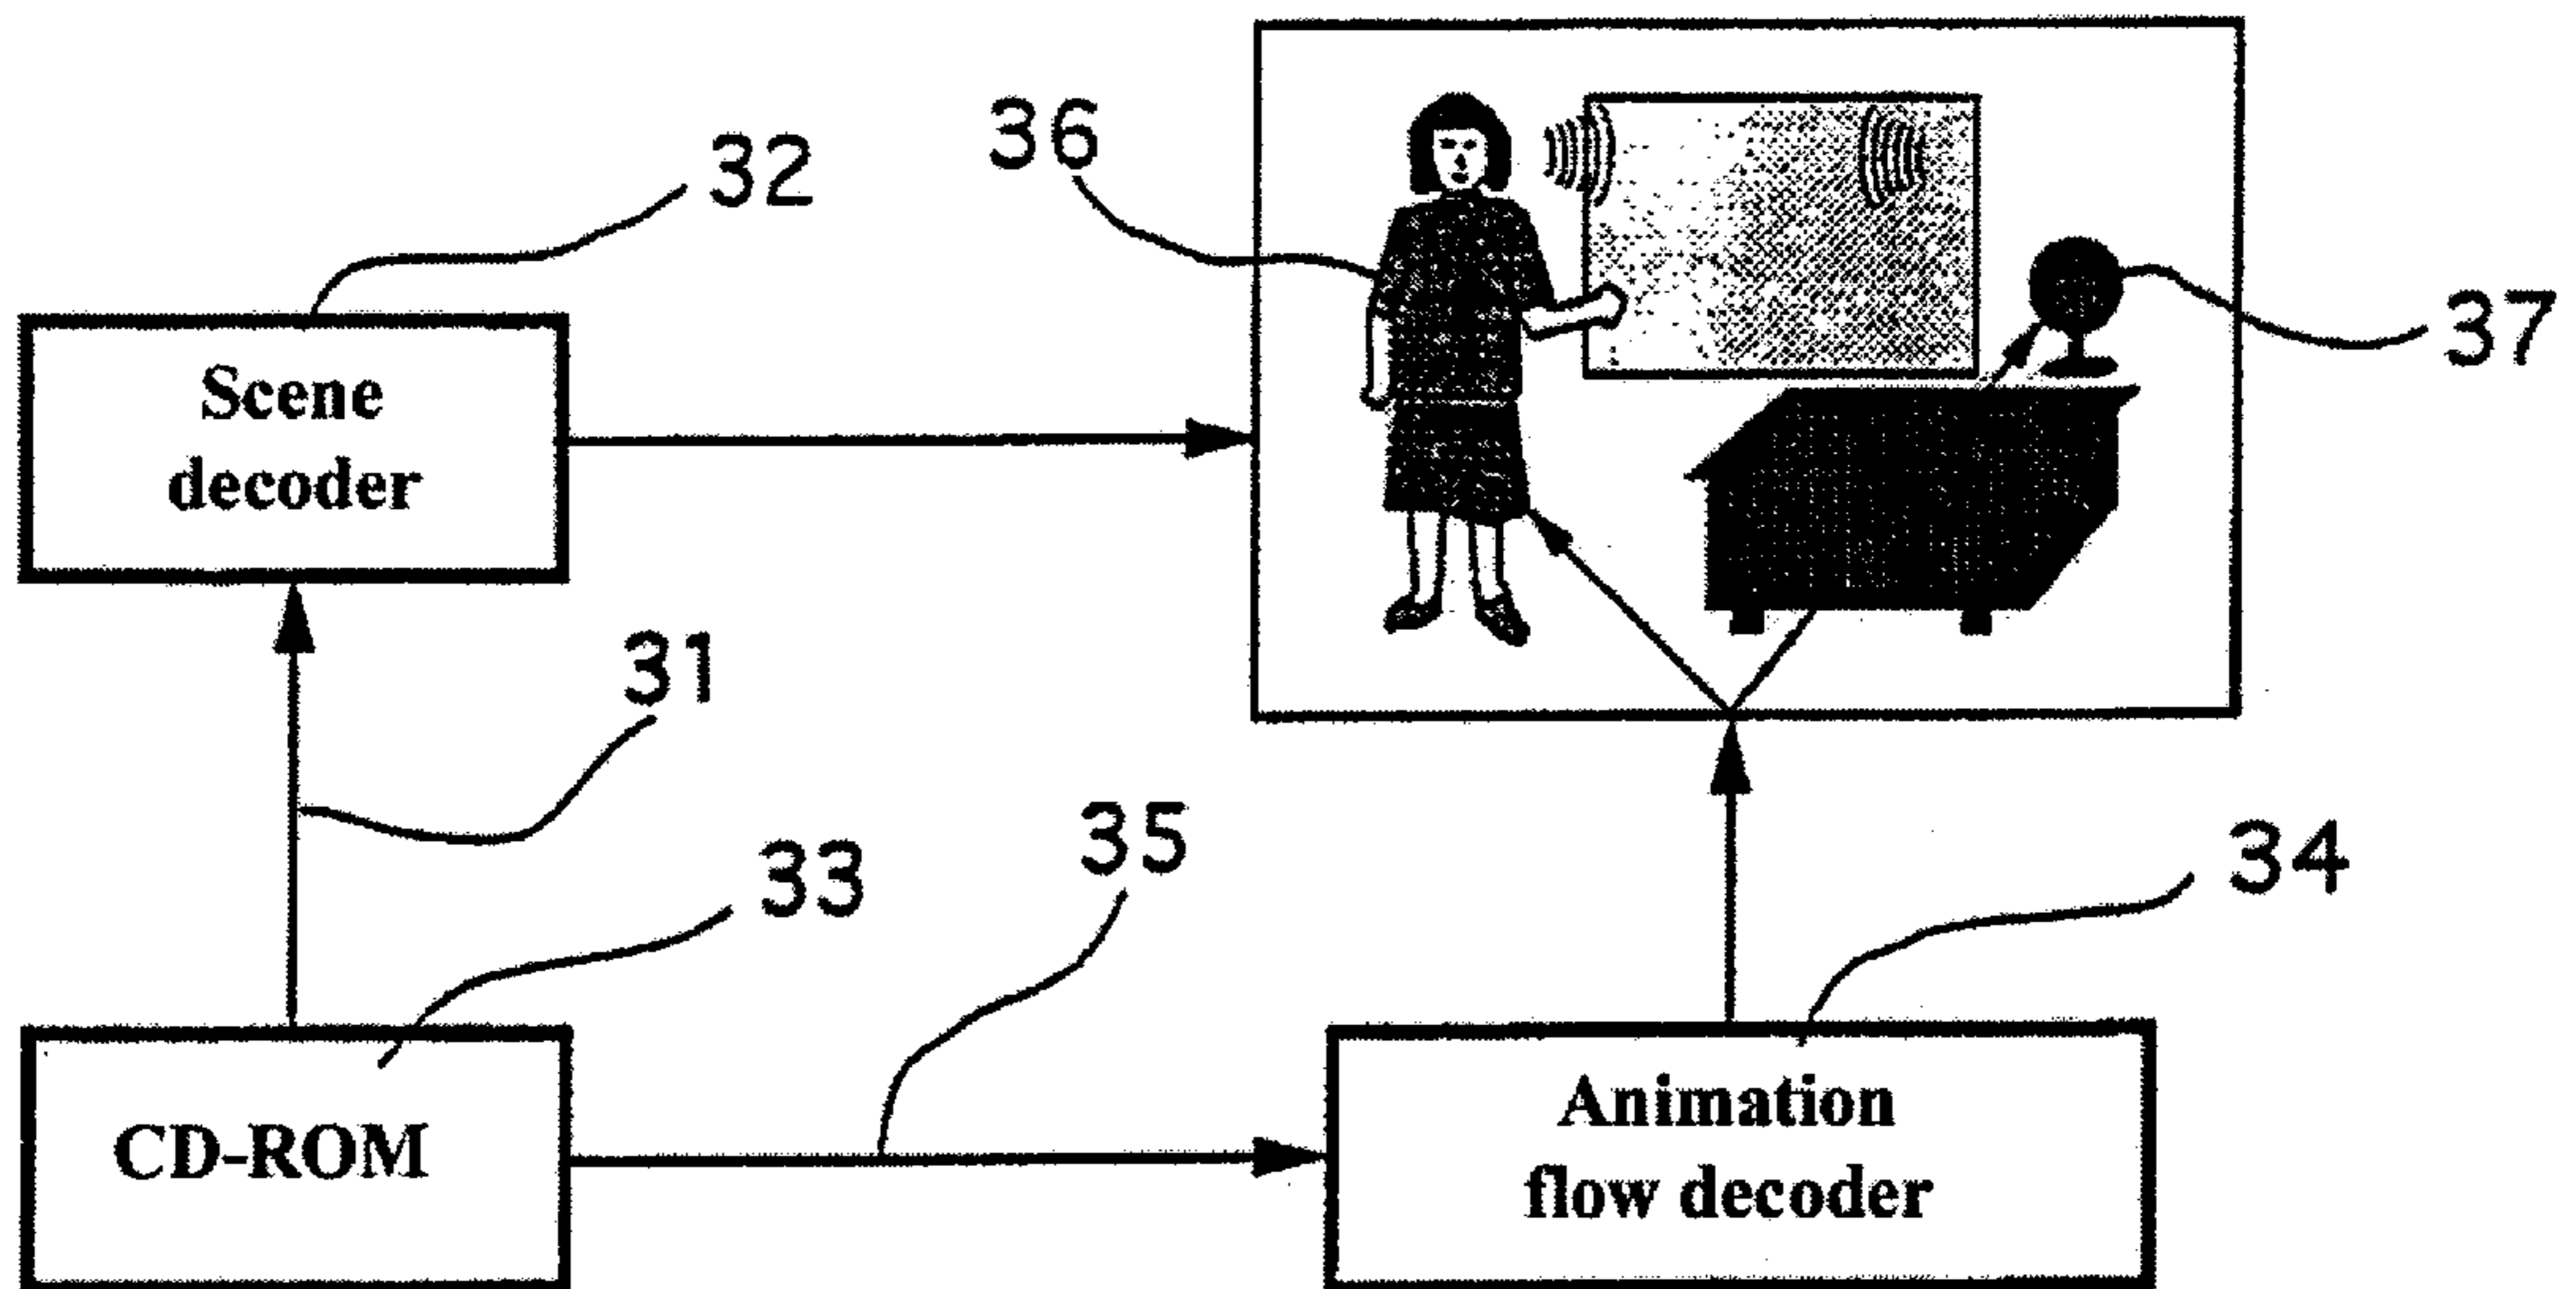 36
32
37
Scene
decoder
31
35
33
34
CD-ROM
Animation
flow decoder